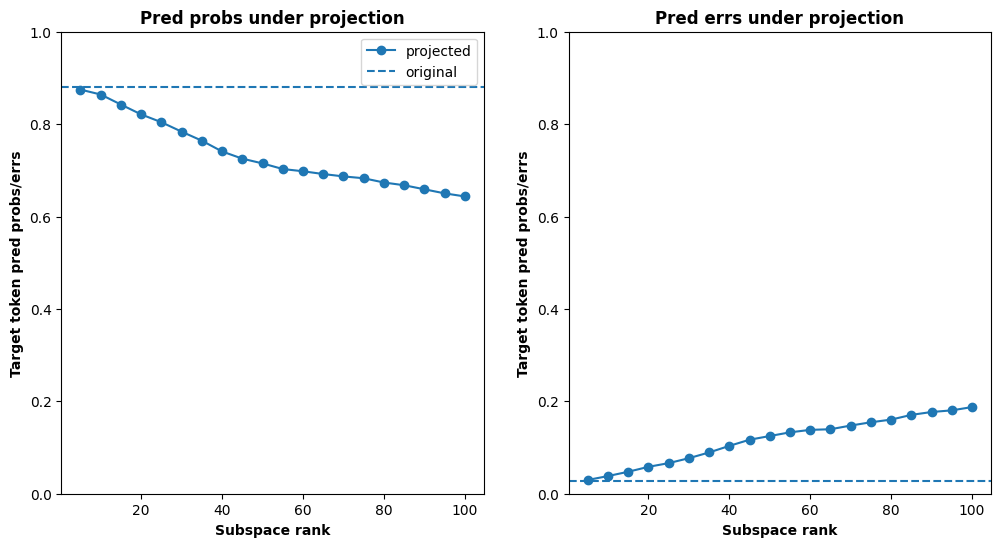 Pred probs under projection
1.0
0.8
0.6
0.4
0.2
0.0
Target token pred probs/errs
projected
original
20
40
60
80
100
Subspace rank
Pred errs under projection
1.0
0.8
0.6
0.4
0.2
0.0
Target token pred probs/errs
20
40
60
80
100
Subspace rank